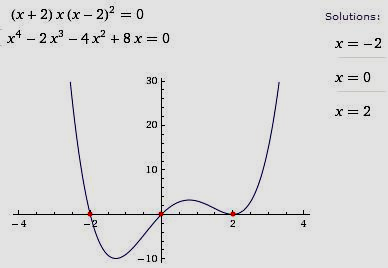 (x + 2) x (x − 2)² = 0
x⁴ − 2 x³ − 4 x² + 8 x = 0
Solutions:
x = −2
x = 0
x = 2
30
20
10
−4
−2
0
2
4
−10